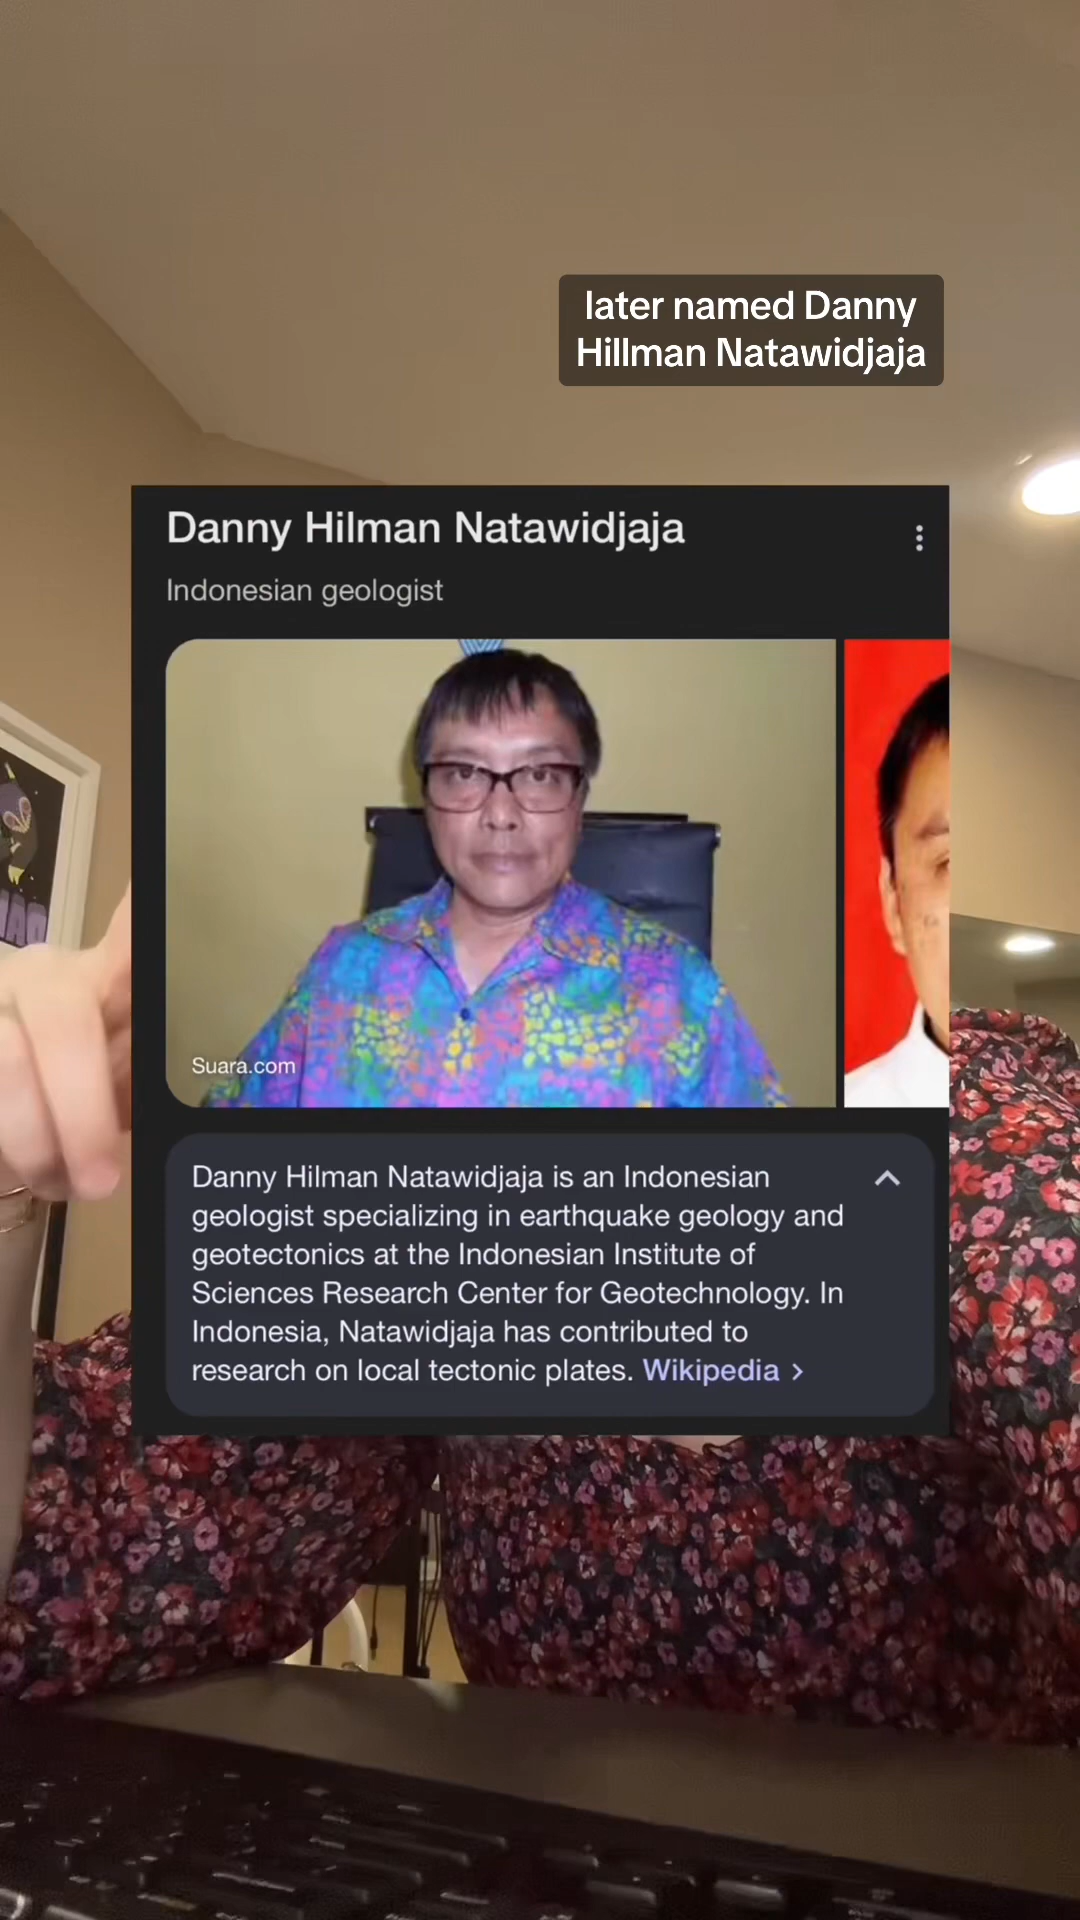 later named Danny
Hillman Natawidjaja
Danny Hilman Natawidjaja
Indonesian geologist
Suara.com
Danny Hilman Natawidjaja is an Indonesian
geologist specializing in earthquake geology and
geotectonics at the Indonesian Institute of
Sciences Research Center for Geotechnology. In
Indonesia, Natawidjaja has contributed to
research on local tectonic plates. Wikipedia >